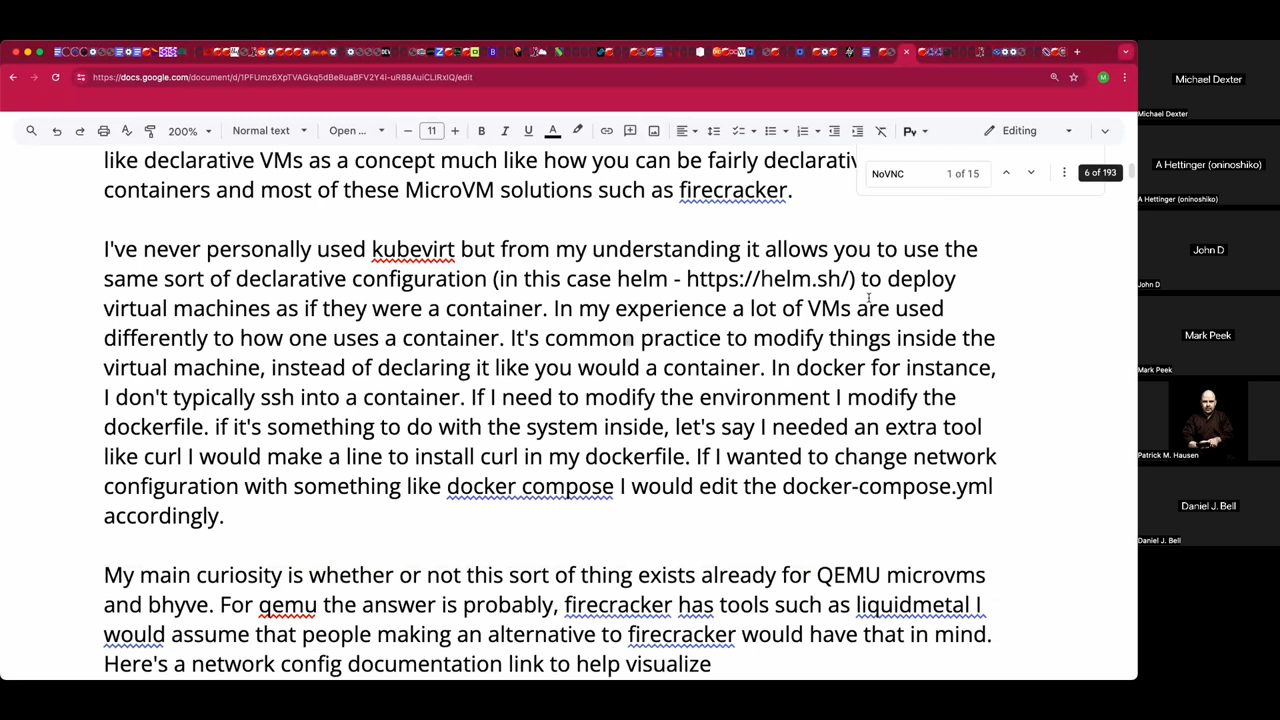 https://docs.google.com/document/d/1PFUmz6XpTVAGkq5dBe8uaBFV2Y4i-uR88AuiCLlRxIQ/edit
200%
Normal text
Open ...
11
Editing
like declarative VMs as a concept much like how you can be fairly declarativ
containers and most of these MicroVM solutions such as firecracker.
NoVNC
1 of 15
6 of 193
I've never personally used kubevirt but from my understanding it allows you to use the
same sort of declarative configuration (in this case helm - https://helm.sh/) to deploy
virtual machines as if they were a container. In my experience a lot of VMs are used
differently to how one uses a container. It's common practice to modify things inside the
virtual machine, instead of declaring it like you would a container. In docker for instance,
I don't typically ssh into a container. If I need to modify the environment I modify the
dockerfile. if it's something to do with the system inside, let's say I needed an extra tool
like curl I would make a line to install curl in my dockerfile. If I wanted to change network
configuration with something like docker compose I would edit the docker-compose.yml
accordingly.
My main curiosity is whether or not this sort of thing exists already for QEMU microvms
and bhyve. For qemu the answer is probably, firecracker has tools such as liquidmetal I
would assume that people making an alternative to firecracker would have that in mind.
Here's a network config documentation link to help visualize
Michael Dexter
Michael Dexter
A Hettinger (oninoshiko)
A Hettinger (oninoshiko)
John D
John D
Mark Peek
Mark Peek
Patrick M. Hausen
Daniel J. Bell
Daniel J. Bell